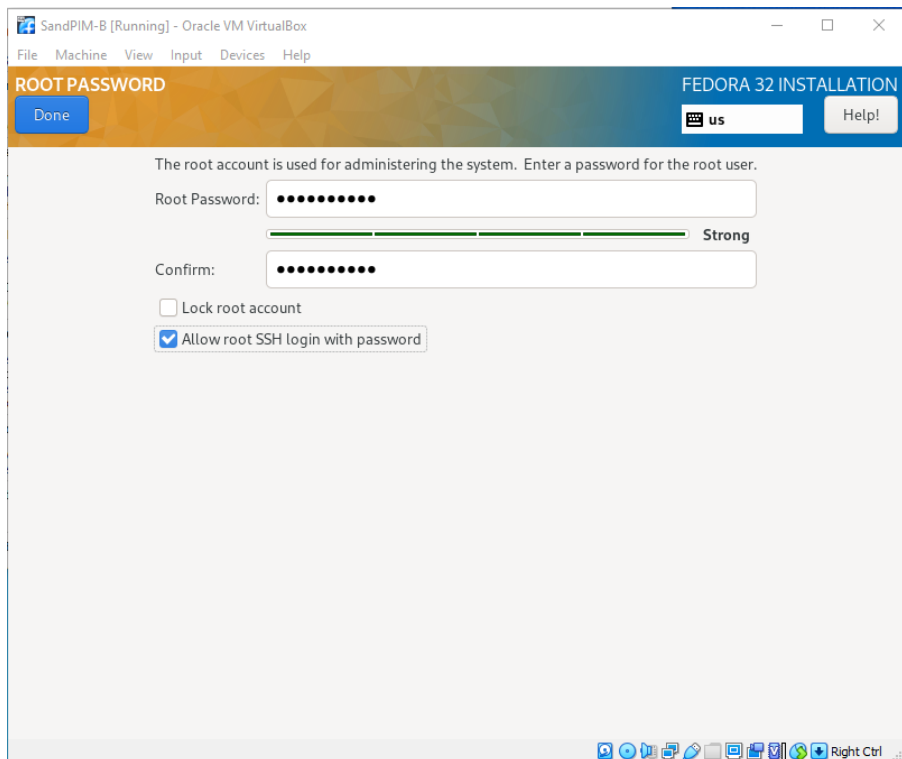 SandPIM-B [Running] - Oracle VM VirtualBox
File Machine View Input Devices Help
ROOT PASSWORD
FEDORA 32 INSTALLATION
Done
us
Help!
The root account is used for administering the system. Enter a password for the root user.
Root Password: ●●●●●●●●●●
Strong
Confirm: ●●●●●●●●●●
Lock root account
Allow root SSH login with password
Right Ctrl